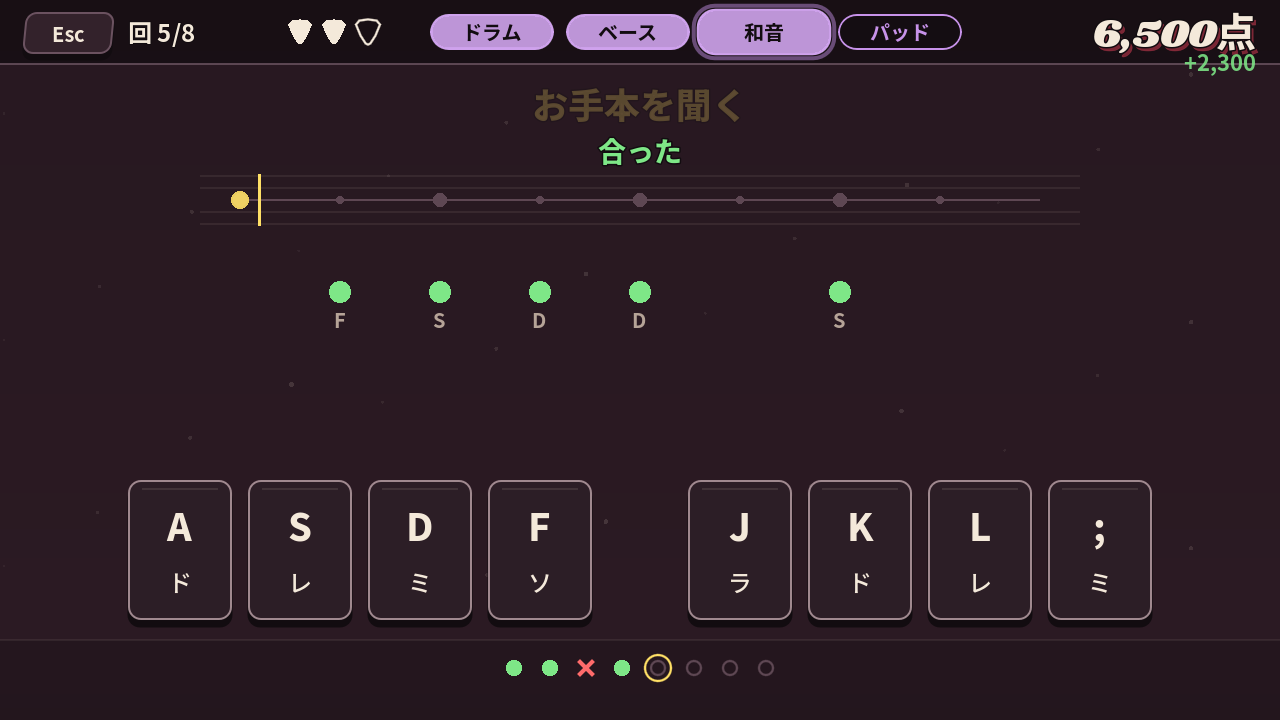 Esc 回 5/8 ドラム ベース 和音 パッド 6,500点
+2,300
お手本を聞く
合った
F S D D S
A S D F J K L ;
ド レ ミ ソ ラ ド レ ミ